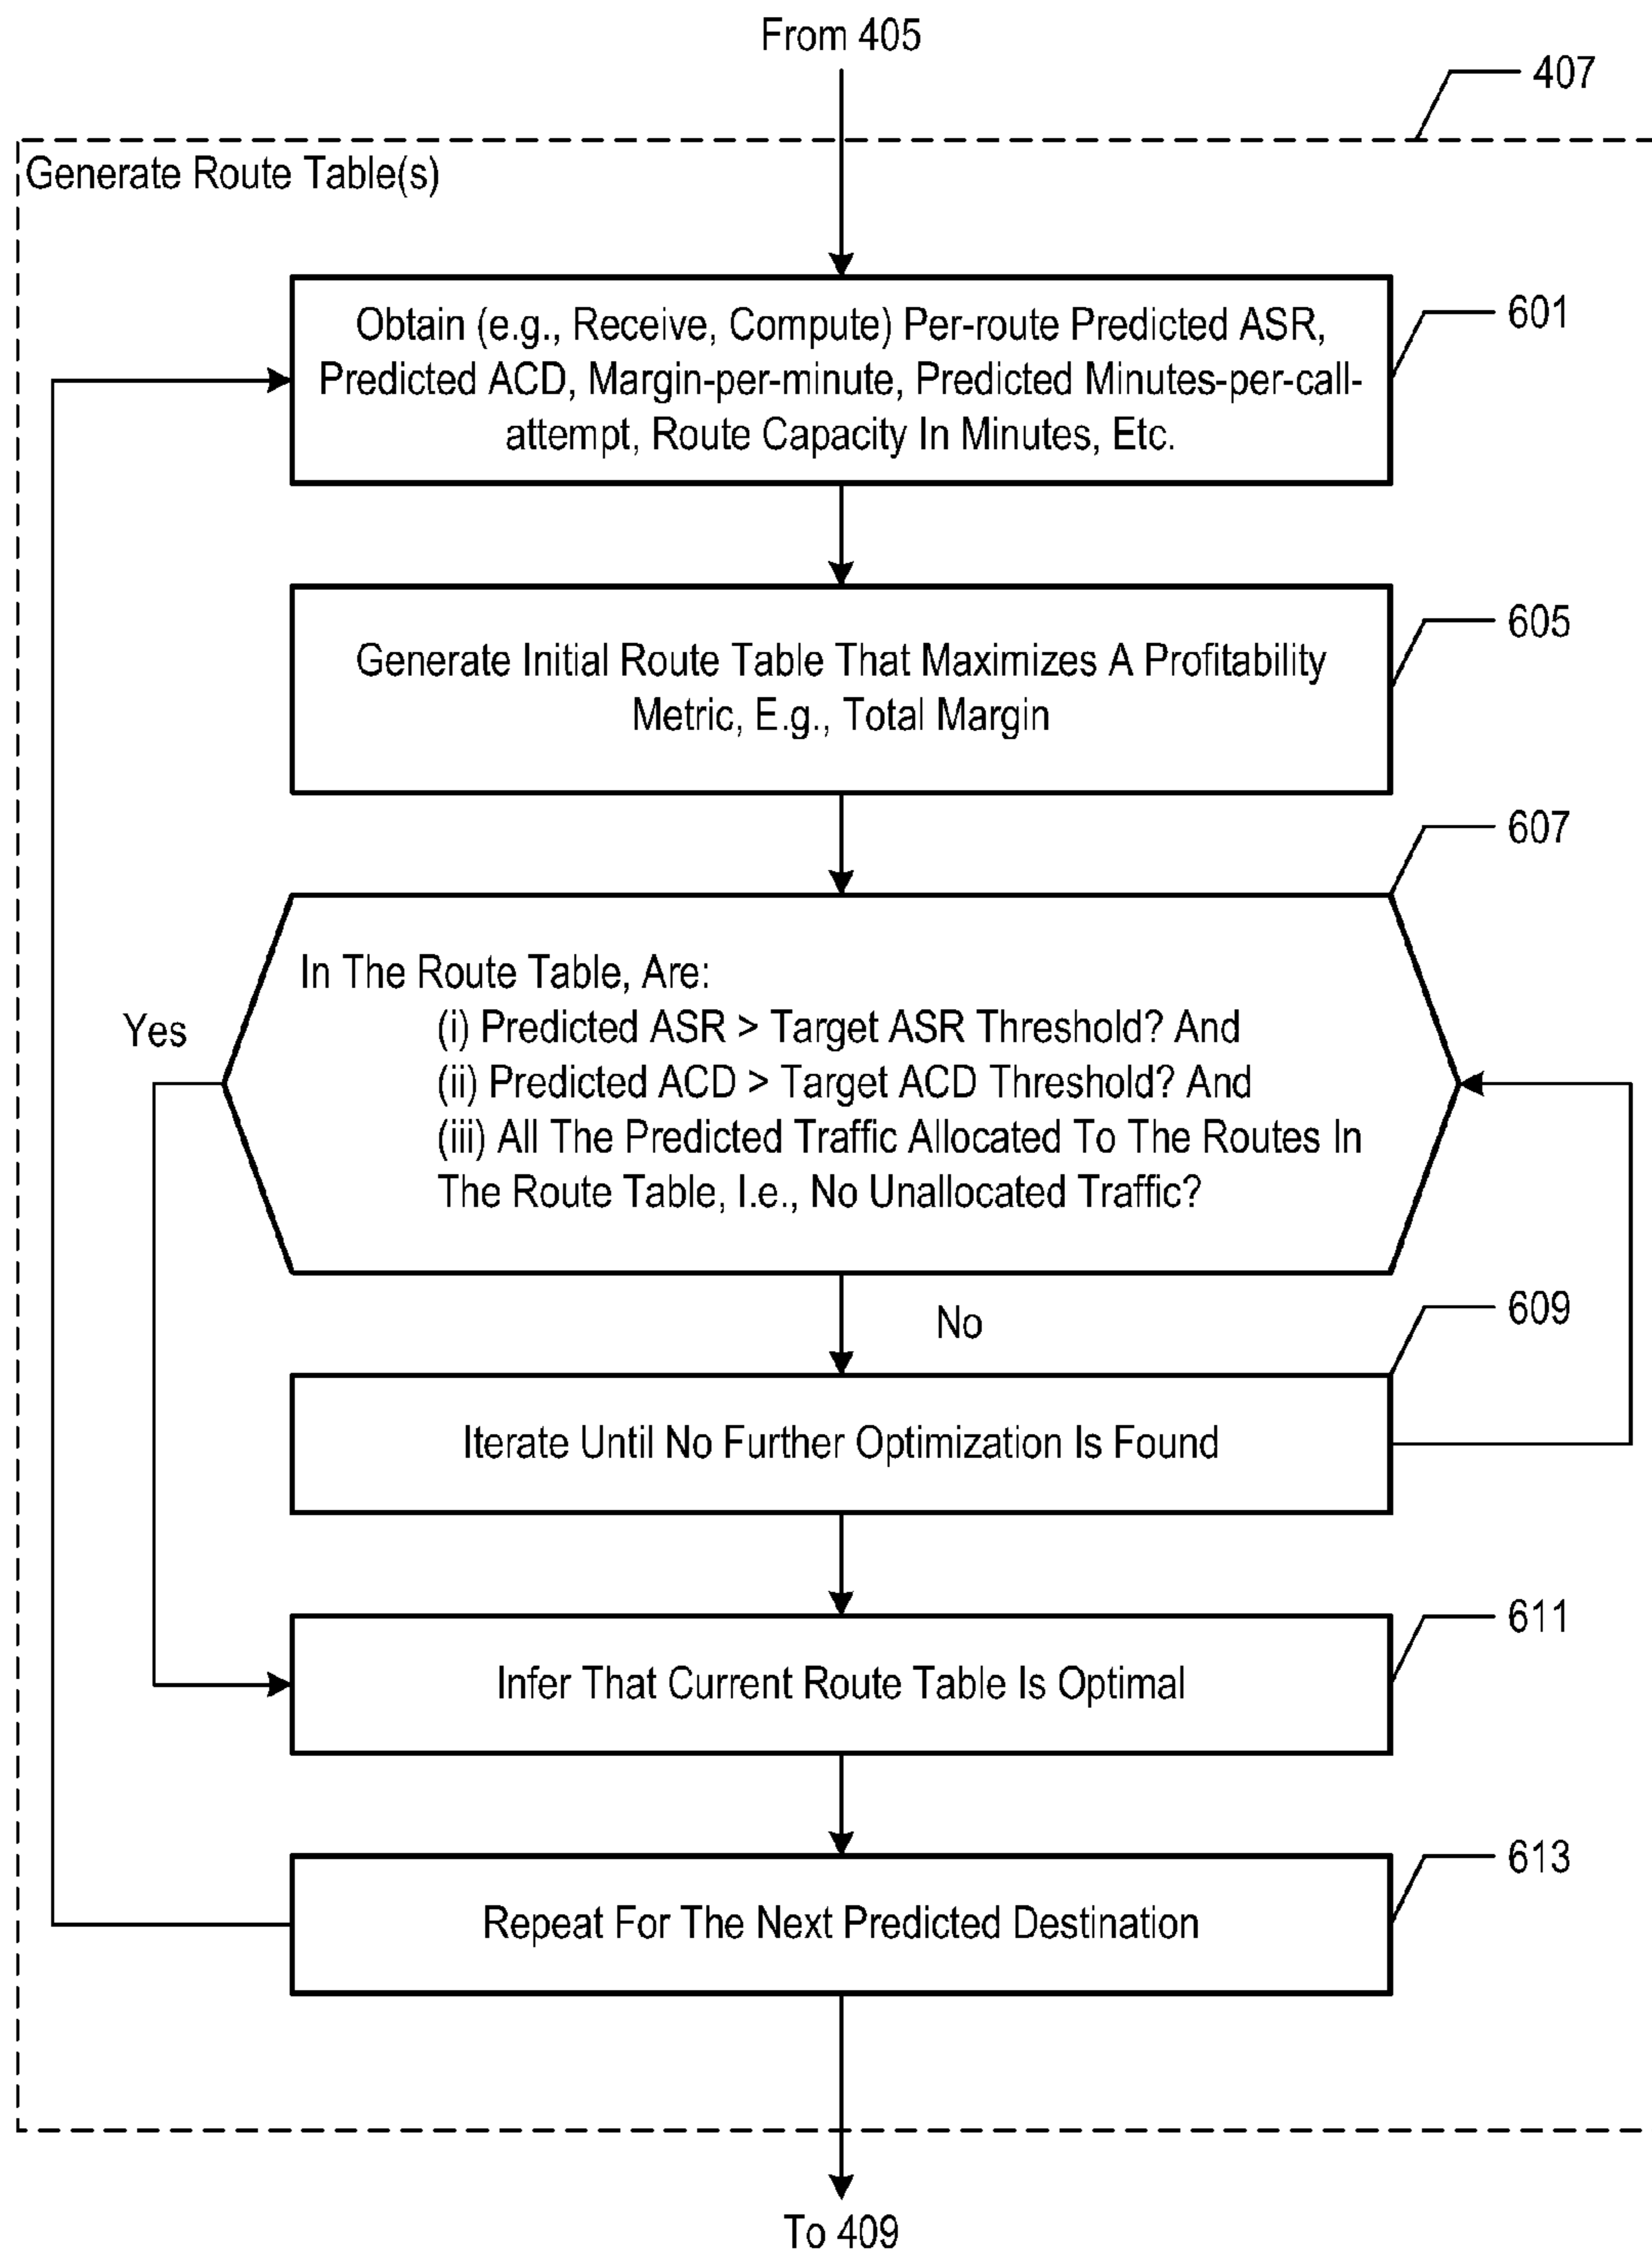 From 405
407
Generate Route Table(s)
Obtain (e.g., Receive, Compute) Per-route Predicted ASR,
Predicted ACD, Margin-per-minute, Predicted Minutes-per-call-
attempt, Route Capacity In Minutes, Etc.
601
Generate Initial Route Table That Maximizes A Profitability
Metric, E.g., Total Margin
605
607
In The Route Table, Are:
(i) Predicted ASR > Target ASR Threshold? And
(ii) Predicted ACD > Target ACD Threshold? And
(iii) All The Predicted Traffic Allocated To The Routes In
The Route Table, I.e., No Unallocated Traffic?
Yes
No
609
Iterate Until No Further Optimization Is Found
611
Infer That Current Route Table Is Optimal
613
Repeat For The Next Predicted Destination
To 409